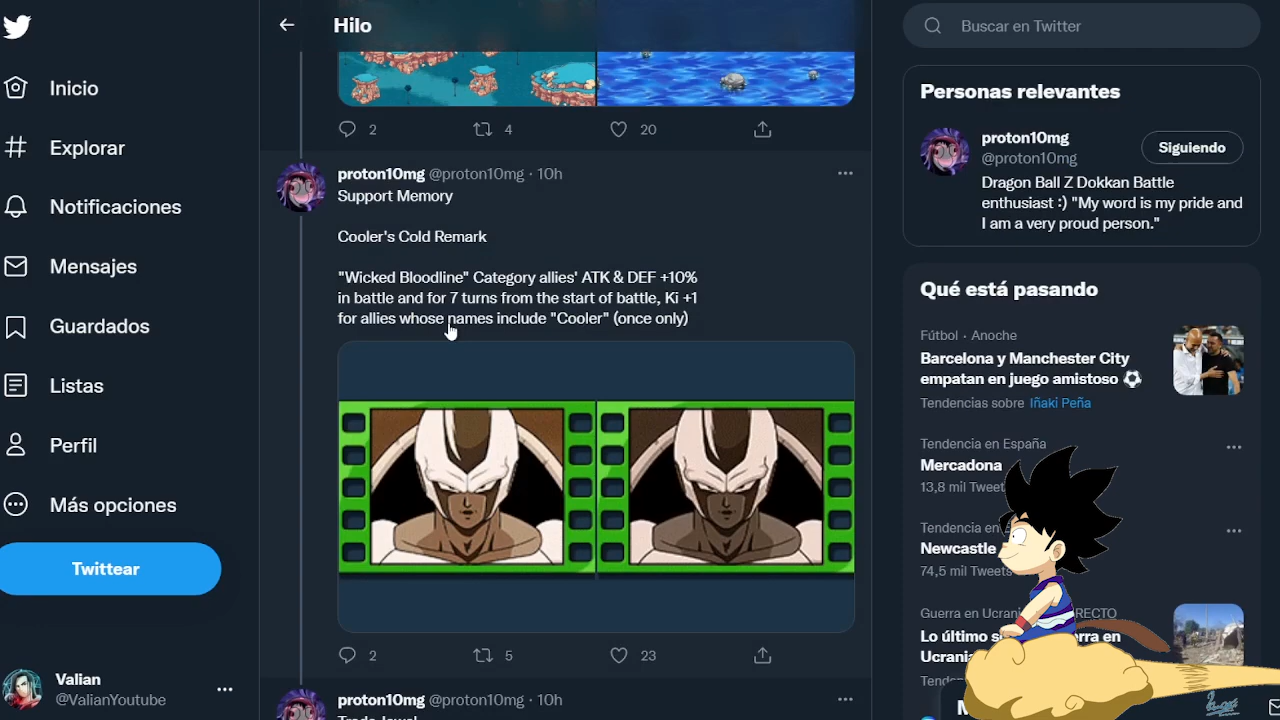 Inicio
Explorar
Notificaciones
Mensajes
Guardados
Listas
Perfil
Más opciones
Twittear
Valian
@ValianYoutube
Hilo
2 4 20
proton10mg @proton10mg · 10h
Support Memory
Cooler's Cold Remark
"Wicked Bloodline" Category allies' ATK & DEF +10%
in battle and for 7 turns from the start of battle, Ki +1
for allies whose names include "Cooler" (once only)
2 5 23
proton10mg @proton10mg · 10h
Buscar en Twitter
Personas relevantes
proton10mg
@proton10mg
Siguiendo
Dragon Ball Z Dokkan Battle
enthusiast :) "My word is my pride and
I am a very proud person."
Qué está pasando
Fútbol · Anoche
Barcelona y Manchester City
empatan en juego amistoso
Tendencias sobre Iñaki Peña
Tendencia en España
Mercadona
13,8 mil Tweet
Tendencia en
Newcastle
74,5 mil Tweets
Guerra en Ucrani RECTO
Lo último s rra en
Ucrania